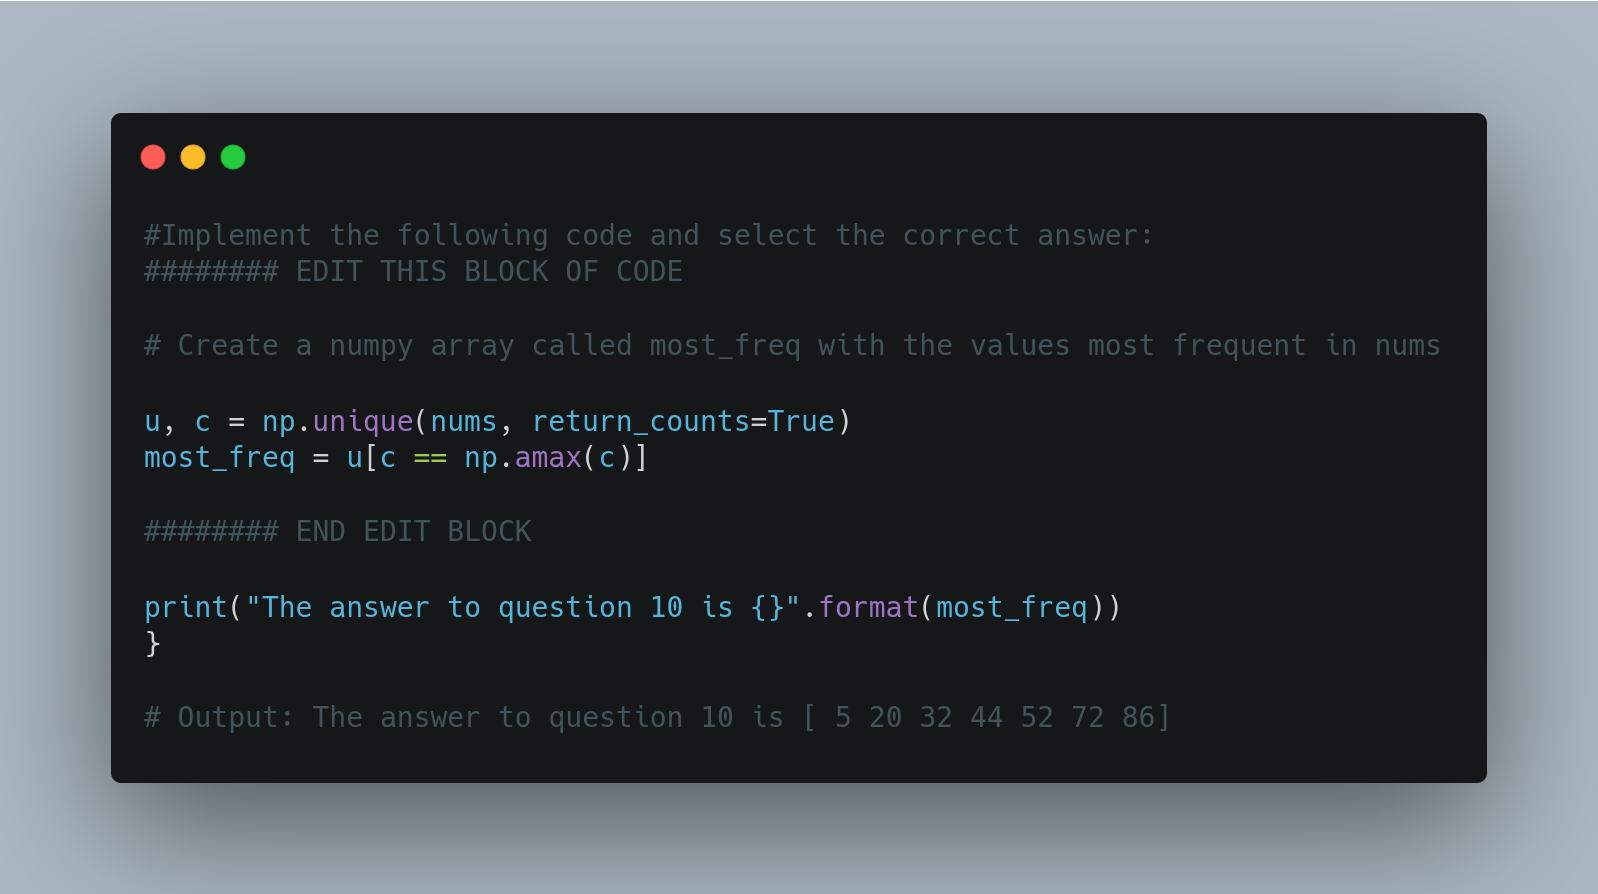 #Implement the following code and select the correct answer:
######## EDIT THIS BLOCK OF CODE
# Create a numpy array called most_freq with the values most frequent in nums
u, c = np.unique(nums, return_counts=True)
most_freq = u[c == np.amax(c)]
######## END EDIT BLOCK
print("The answer to question 10 is {}".format(most_freq))
}
# Output: The answer to question 10 is [ 5 20 32 44 52 72 86]